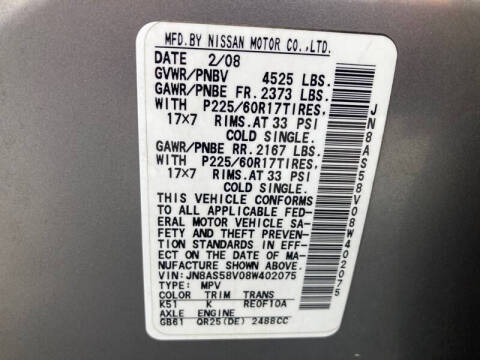 MFD.BY NISSAN MOTOR CO.,LTD.
DATE 2/08
GVWR/PNBV 4525 LBS.
GAWR/PNBE FR. 2373 LBS.
WITH P225/60R17TIRES,
17×7 RIMS.AT 33 PSI
COLD SINGLE.
GAWR/PNBE RR. 2167 LBS.
WITH P225/60R17TIRES,
17×7 RIMS.AT 33 PSI
COLD SINGLE.
THIS VEHICLE CONFORMS
TO ALL APPLICABLE FED-
ERAL MOTOR VEHICLE SA-
FETY AND THEFT PREVEN-
TION STANDARDS IN EFF-
ECT ON THE DATE OF MA-
NUFACTURE SHOWN ABOVE.
VIN:JN8AS58V08W402075
TYPE: MPV
COLOR TRIM TRANS
K51 K RE0F10A
AXLE ENGINE
GB61 QR25(DE) 2488CC
JN8AS58V08W402075